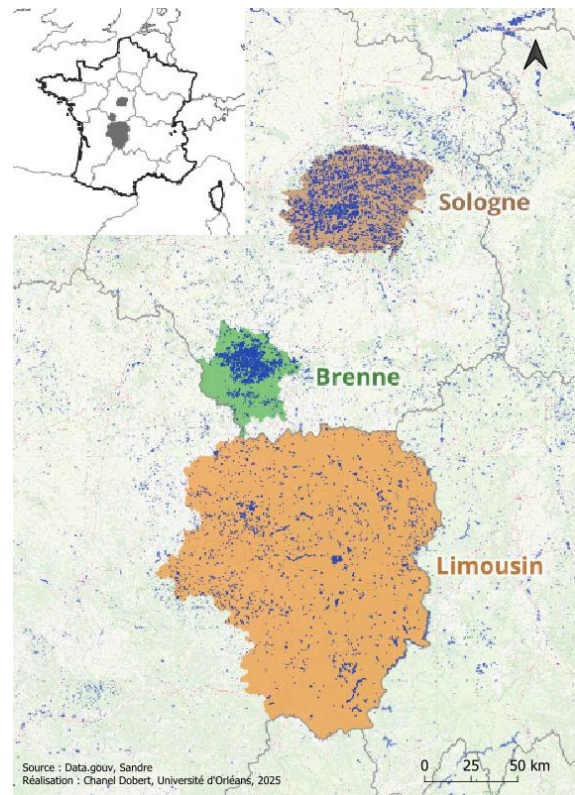 Sologne
Brenne
Limousin
Source : Data.gouv, Sandre
Réalisation : Chanel Dobert, Université d'Orléans, 2025
0 25 50 km